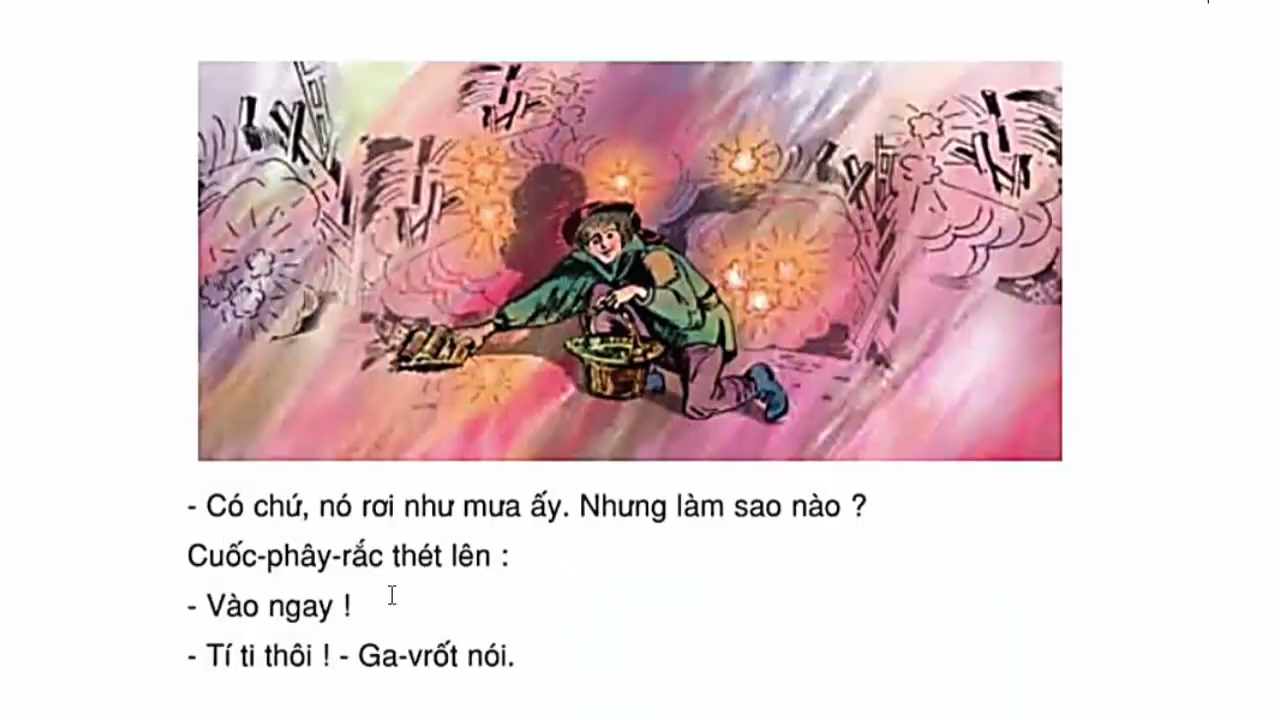 - Có chứ, nó rơi như mưa ấy. Nhưng làm sao nào ?
Cuốc-phây-rắc thét lên :
- Vào ngay !
- Tí ti thôi ! - Ga-vrốt nói.